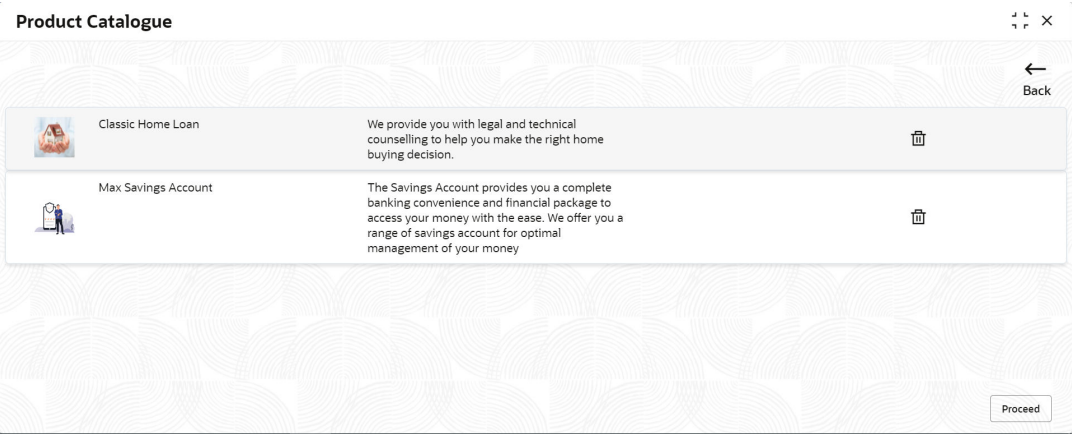 Product Catalogue
Back
Classic Home Loan
We provide you with legal and technical
counselling to help you make the right home
buying decision.
Max Savings Account
The Savings Account provides you a complete
banking convenience and financial package to
access your money with the ease. We offer you a
range of savings account for optimal
management of your money
Proceed